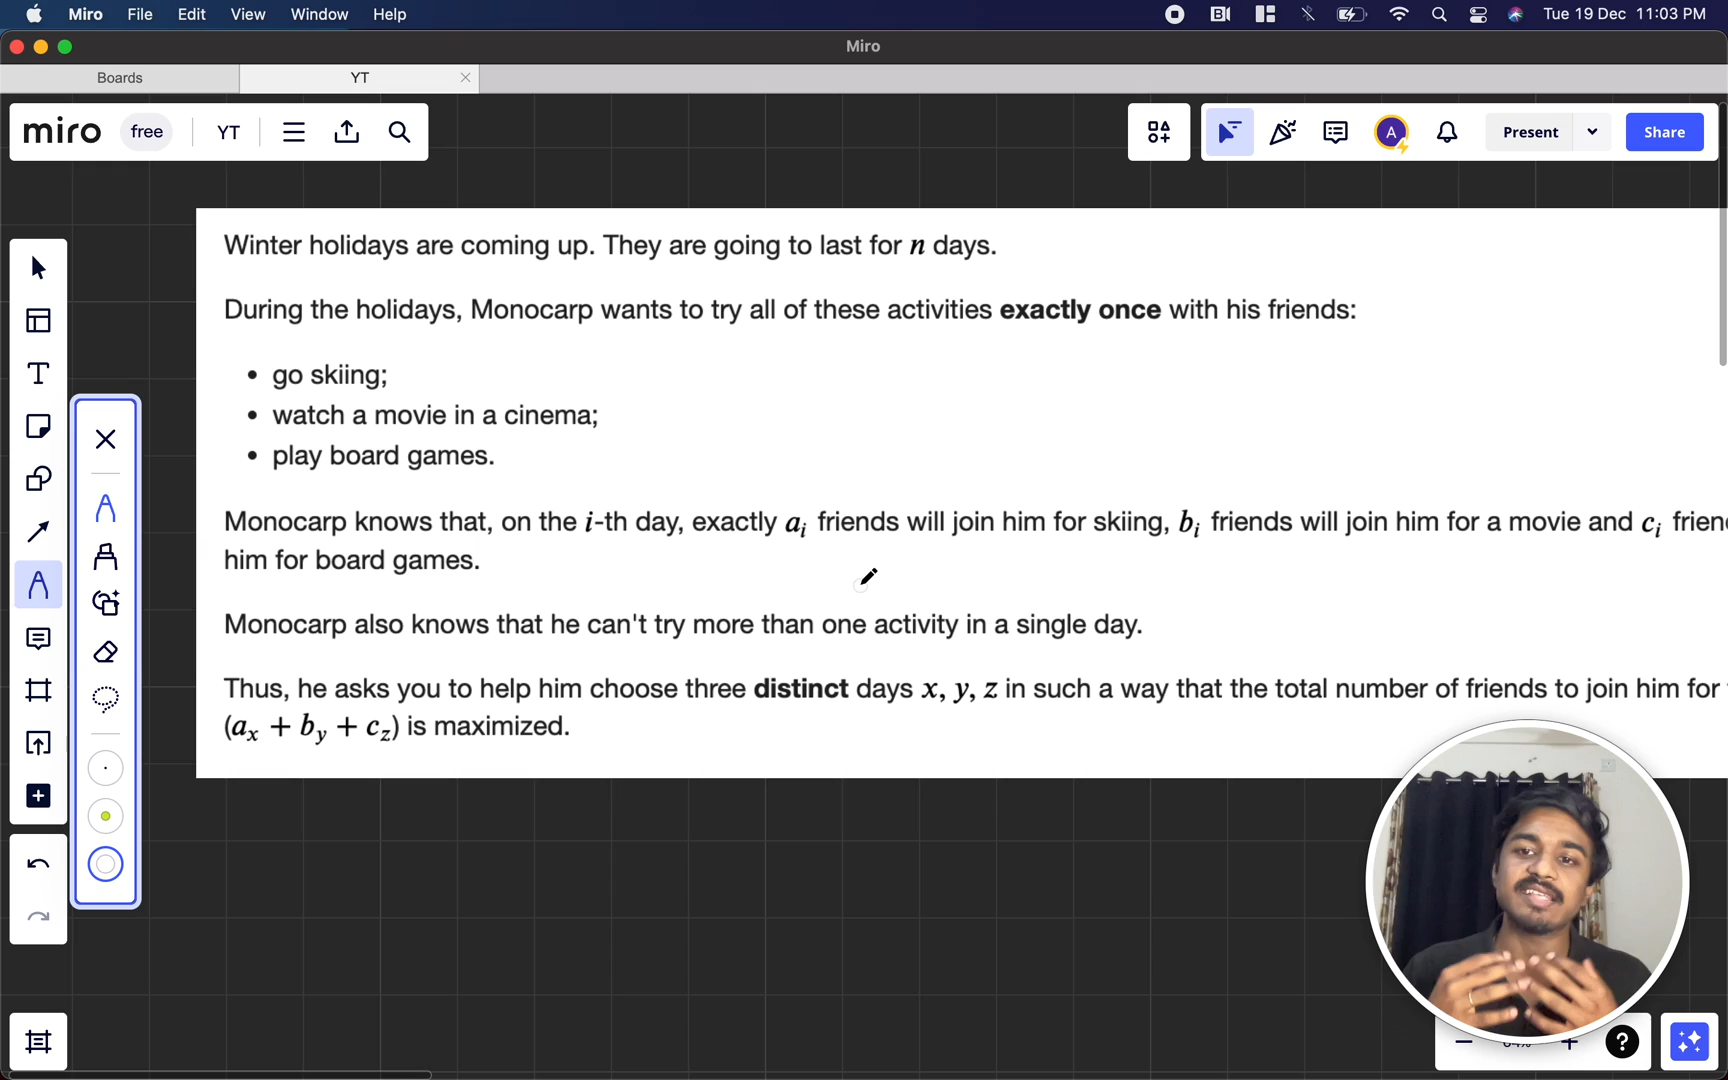 Miro File Edit View Window Help Tue 19 Dec 11:03 PM
Miro
Boards YT
miro free YT Present Share
Winter holidays are coming up. They are going to last for n days.
During the holidays, Monocarp wants to try all of these activities exactly once with his friends:
• go skiing;
• watch a movie in a cinema;
• play board games.
Monocarp knows that, on the i-th day, exactly aᵢ friends will join him for skiing, bᵢ friends will join him for a movie and cᵢ frien
him for board games.
Monocarp also knows that he can't try more than one activity in a single day.
Thus, he asks you to help him choose three distinct days x, y, z in such a way that the total number of friends to join him for
(aₓ + b_y + c_z) is maximized.